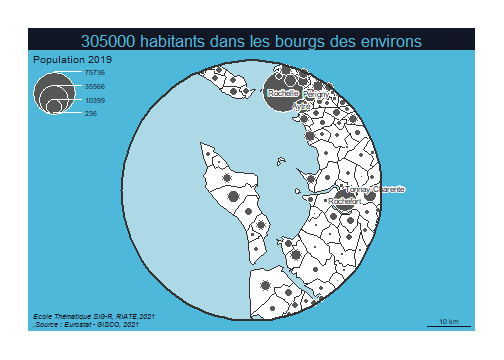 305000 habitants dans les bourgs des environs
Population 2019
75736
35566
10399
236
Rochelle
Périgny
Aytré
Tonnay-Charente
Rochefort
Ecole Thématique SIG-R, RIATE,2021
,Source : Eurostat - GISCO, 2021
10 km